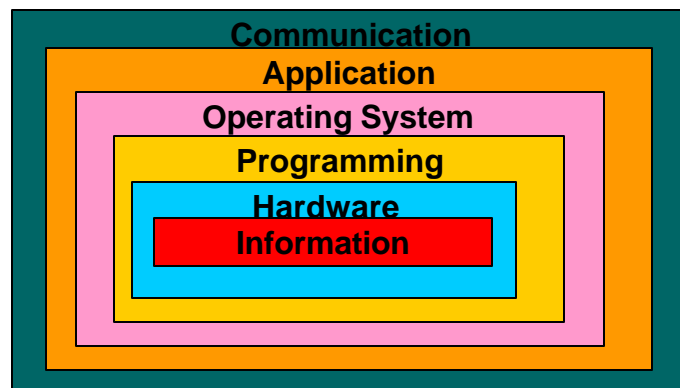 Communication
Application
Operating System
Programming
Hardware
Information